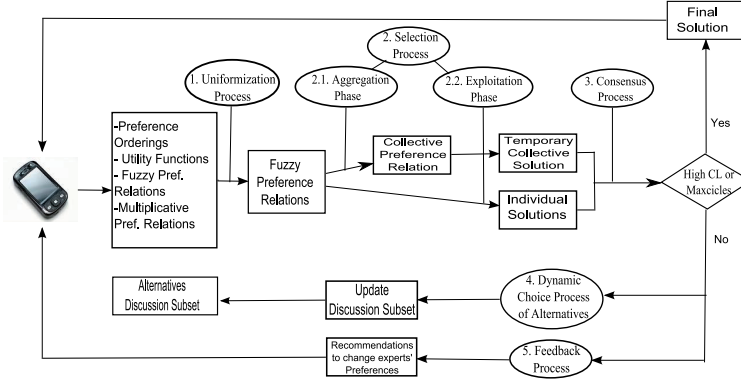 Final
Solution
2. Selection
Process
1. Uniformization
Process
2.1. Aggregation
Phase
2.2. Exploitation
Phase
3. Consensus
Process
Yes
-Preference
Orderings
- Utility Functions
- Fuzzy Pref.
Relations
-Multiplicative
Pref. Relations
Fuzzy
Preference
Relations
Collective
Preference
Relation
Temporary
Collective
Solution
Individual
Solutions
High CL or
Maxcicles
No
Alternatives
Discussion Subset
Update
Discussion Subset
4. Dynamic
Choice Process
of Alternatives
Recommendations
to change experts'
Preferences
5. Feedback
Process